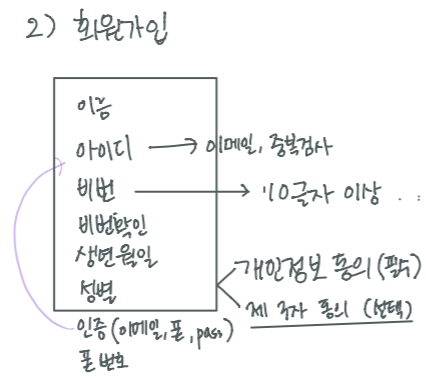 2) 회원가입
이름
아이디 → 이메일, 중복검사
비번 → 10글자 이상 . .
비번확인
생년월일
성별
개인정보 동의 (필수)
제 3자 동의 (선택)
인증 (이메일, 폰, pass)
폰번호